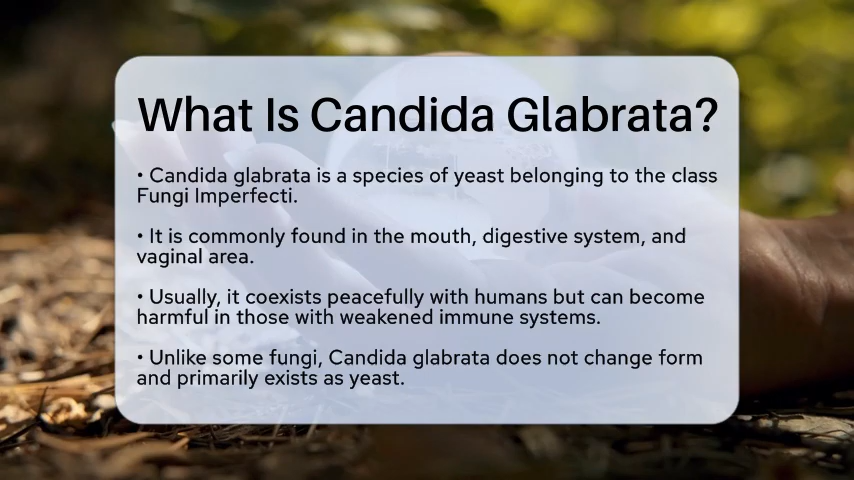 What Is Candida Glabrata?
• Candida glabrata is a species of yeast belonging to the class
Fungi Imperfecti.
• It is commonly found in the mouth, digestive system, and
vaginal area.
• Usually, it coexists peacefully with humans but can become
harmful in those with weakened immune systems.
• Unlike some fungi, Candida glabrata does not change form
and primarily exists as yeast.